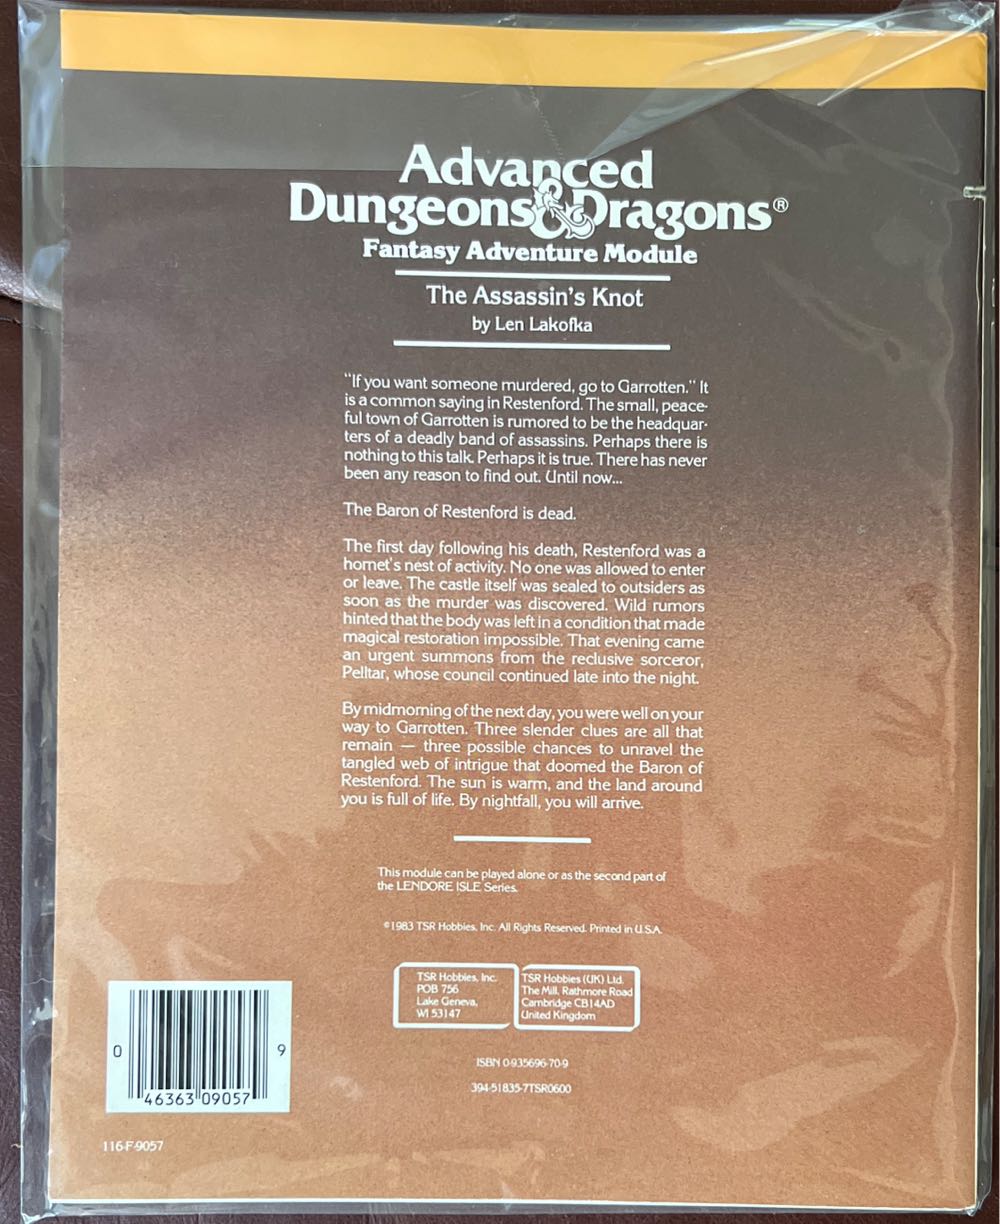 Advanced
Dungeons & Dragons®
Fantasy Adventure Module
The Assassin's Knot
by Len Lakofka
"If you want someone murdered, go to Garrotten." It
is a common saying in Restenford. The small, peace-
ful town of Garrotten is rumored to be the headquar-
ters of a deadly band of assassins. Perhaps there is
nothing to this talk. Perhaps it is true. There has never
been any reason to find out. Until now...
The Baron of Restenford is dead.
The first day following his death, Restenford was a
hornet's nest of activity. No one was allowed to enter
or leave. The castle itself was sealed to outsiders as
soon as the murder was discovered. Wild rumors
hinted that the body was left in a condition that made
magical restoration impossible. That evening came
an urgent summons from the reclusive sorceror,
Pelltar, whose council continued late into the night.
By midmorning of the next day, you were well on your
way to Garrotten. Three slender clues are all that
remain — three possible chances to unravel the
tangled web of intrigue that doomed the Baron of
Restenford. The sun is warm, and the land around
you is full of life. By nightfall, you will arrive.
This module can be played alone or as the second part of
the LENDORE ISLE Series.
©1983 TSR Hobbies, Inc. All Rights Reserved. Printed in U.S.A.
TSR Hobbies, Inc.
POB 756
Lake Geneva,
WI 53147
TSR Hobbies (UK) Ltd.
The Mill, Rathmore Road
Cambridge CB14AD
United Kingdom
ISBN 0-935696-70-9
394-51835-7TSR0600
0 46363 09057 9
116-F-9057